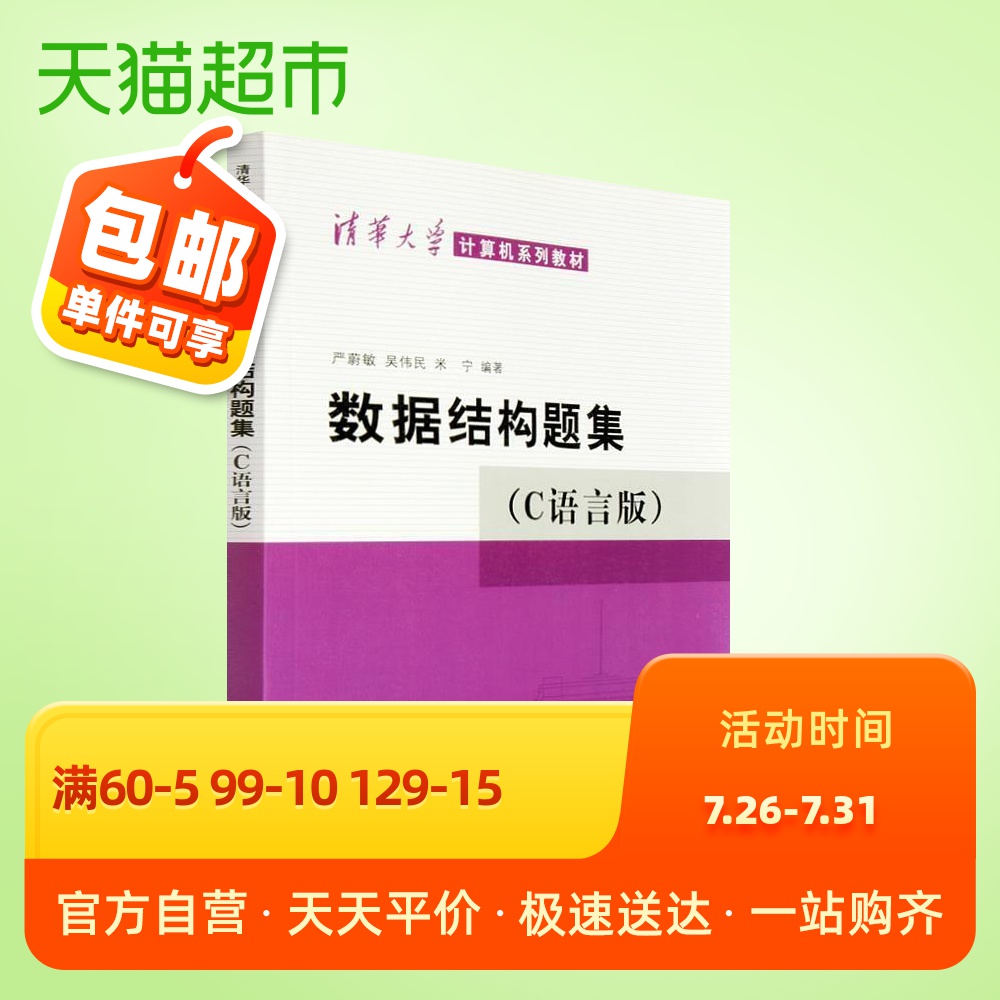 天猫超市
包邮
单件可享
清华
结构题集(C语言版)
清華大学 计算机系列教材
严蔚敏 吴伟民 米 宁 编著
数据结构题集
(C语言版)
活动时间
满60-5 99-10 129-15
7.26-7.31
官方自营·天天平价·极速送达·一站购齐